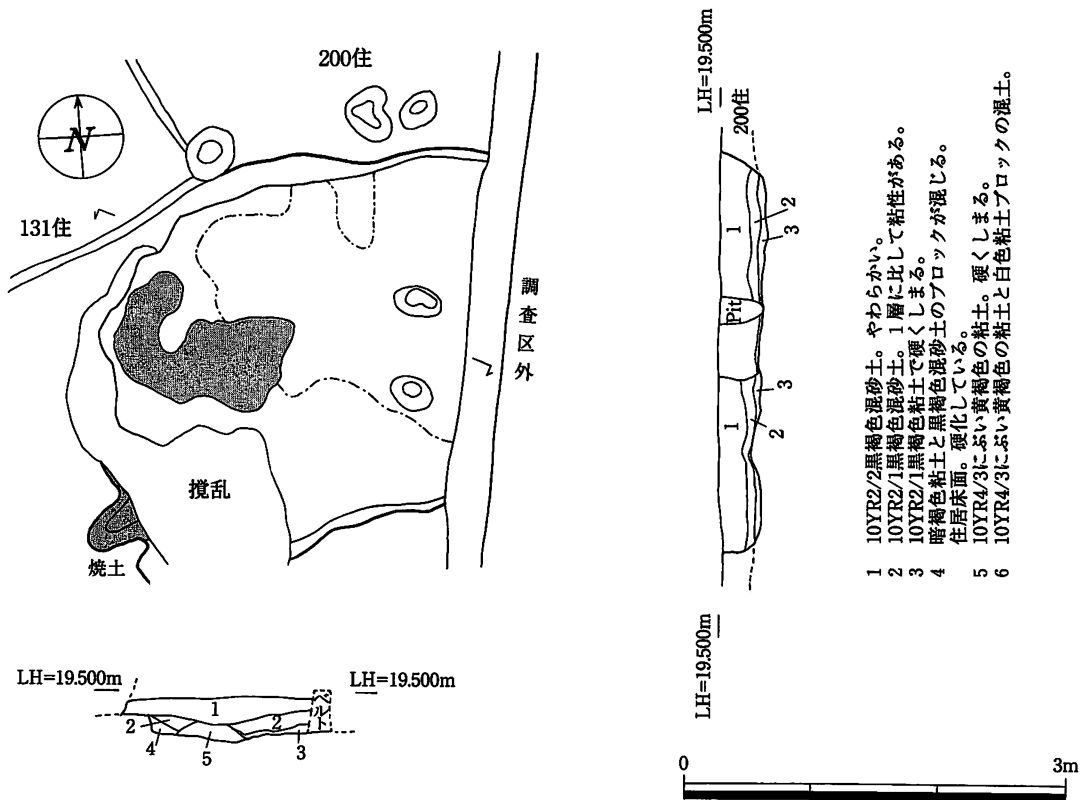 200住
N
131住
調査区外
撹乱
焼土
LH=19.500m
LH=19.500m
1
2
2
ベルト
4
5
3
LH=19.500m
200住
1
2
3
Pit
3
1
2
LH=19.500m
1 10YR2/2黒褐色混砂土。やわらかい。
2 10YR2/1黒褐色混砂土。1層に比して粘性がある。
3 10YR2/1黒褐色粘土で硬くしまる。
4 暗褐色粘土と黒褐色混砂土のブロックが混じる。
住居床面。硬化している。
5 10YR4/3にぶい黄褐色の粘土。硬くしまる。
6 10YR4/3にぶい黄褐色の粘土と白色粘土ブロックの混土。
0
3m